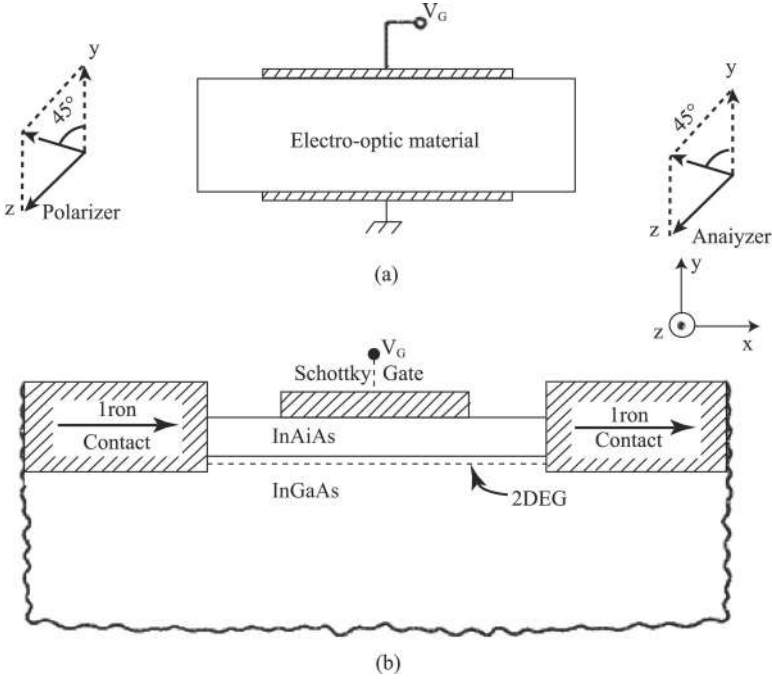 V_G
y
45°
z
Polarizer
Electro-optic material
y
45°
z
Anaiyzer
(a)
y
z
x
V_G
Schottky Gate
1ron
Contact
InAiAs
1ron
Contact
InGaAs
2DEG
(b)